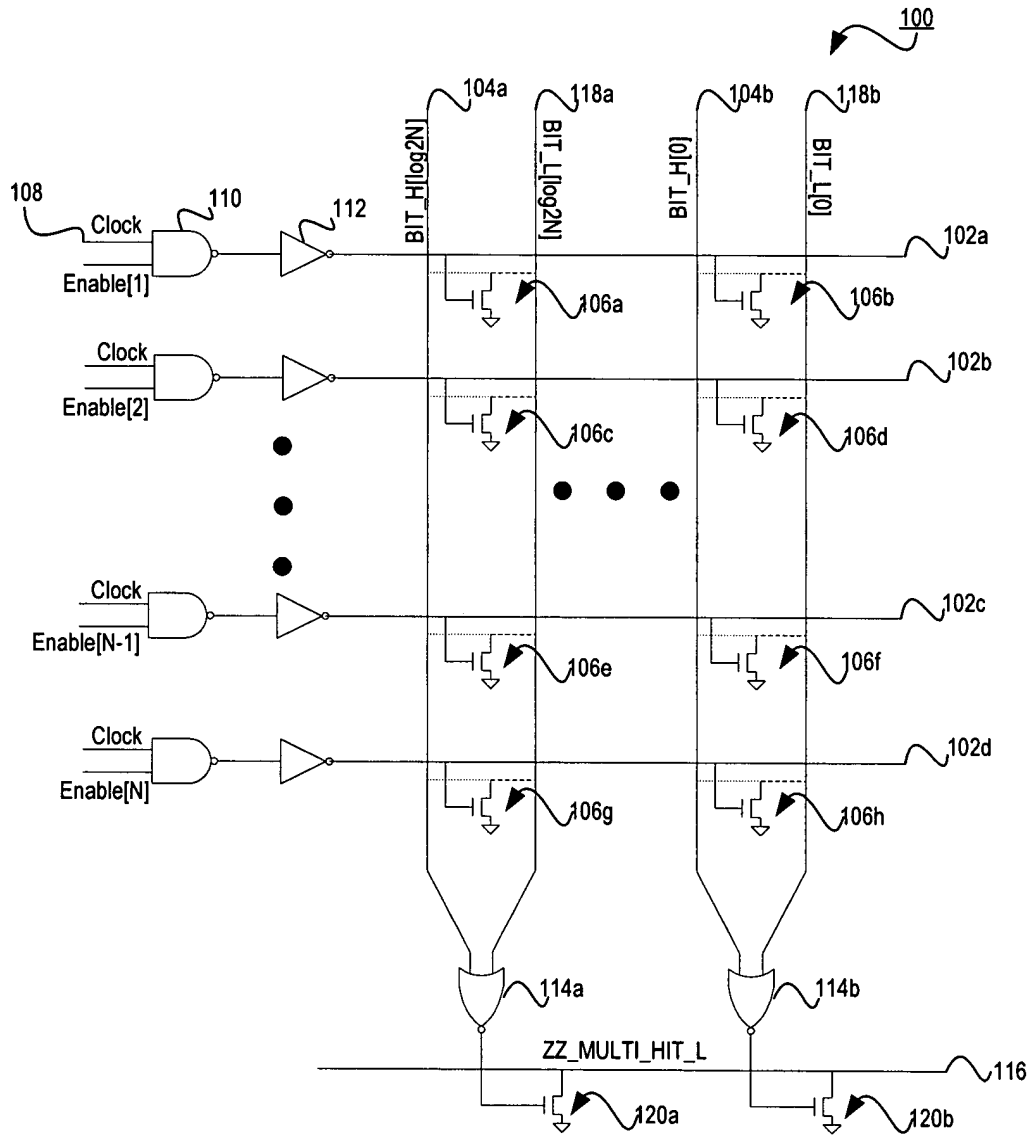 100
104a
118a
104b
118b
BIT_H[log2N]
BIT_L[log2N]
BIT_H[0]
BIT_L[0]
108
Clock
110
112
Enable[1]
102a
106a
106b
Clock
Enable[2]
102b
106c
106d
Clock
Enable[N-1]
102c
106e
106f
Clock
Enable[N]
102d
106g
106h
114a
114b
ZZ_MULTI_HIT_L
116
120a
120b